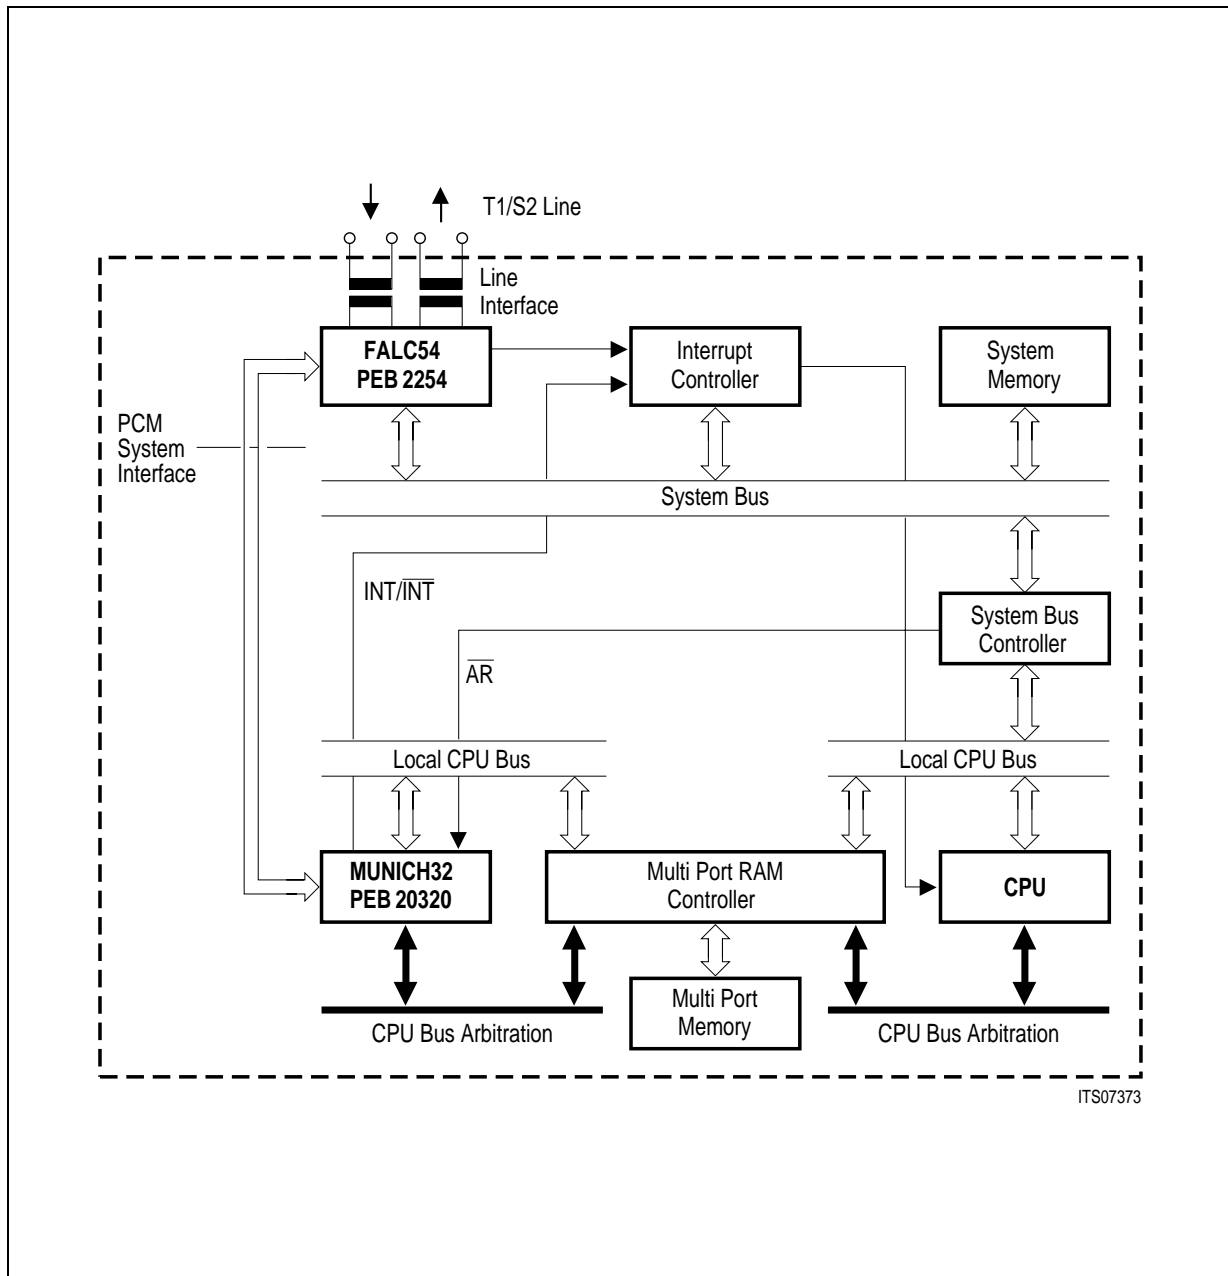 T1/S2 Line
Line
Interface
FALC54
PEB 2254
Interrupt
Controller
System
Memory
PCM
System
Interface
System Bus
INT/I̅N̅T̅
System Bus
Controller
A̅R̅
Local CPU Bus
Local CPU Bus
MUNICH32
PEB 20320
Multi Port RAM
Controller
CPU
Multi Port
Memory
CPU Bus Arbitration
CPU Bus Arbitration
ITS07373